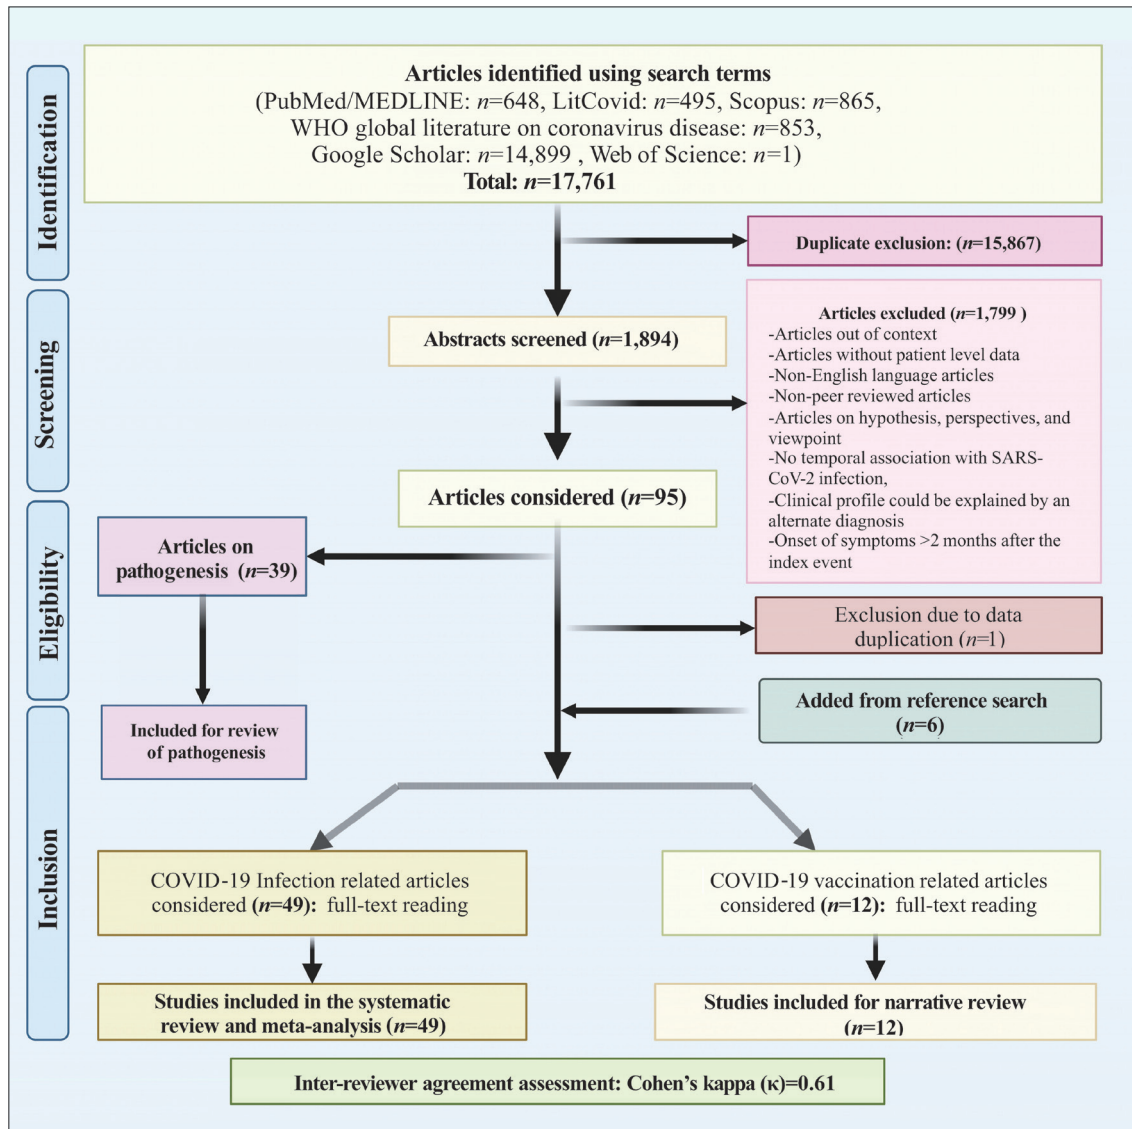 Identification
Articles identified using search terms
(PubMed/MEDLINE: n=648, LitCovid: n=495, Scopus: n=865,
WHO global literature on coronavirus disease: n=853,
Google Scholar: n=14,899 , Web of Science: n=1)
Total: n=17,761
Duplicate exclusion: (n=15,867)
Screening
Abstracts screened (n=1,894)
Articles excluded (n=1,799 )
-Articles out of context
-Articles without patient level data
-Non-English language articles
-Non-peer reviewed articles
-Articles on hypothesis, perspectives, and
viewpoint
-No temporal association with SARS-
CoV-2 infection,
-Clinical profile could be explained by an
alternate diagnosis
-Onset of symptoms >2 months after the
index event
Articles considered (n=95)
Eligibility
Articles on
pathogenesis (n=39)
Exclusion due to data
duplication (n=1)
Added from reference search
(n=6)
Included for review
of pathogenesis
Inclusion
COVID-19 Infection related articles
considered (n=49): full-text reading
COVID-19 vaccination related articles
considered (n=12): full-text reading
Studies included in the systematic
review and meta-analysis (n=49)
Studies included for narrative review
(n=12)
Inter-reviewer agreement assessment: Cohen's kappa (κ)=0.61